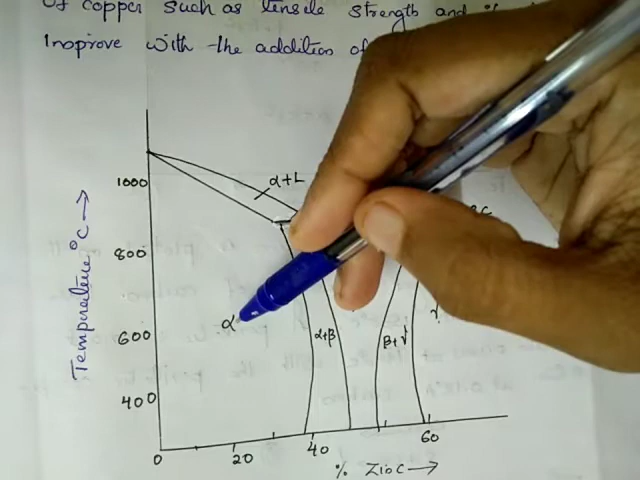 of copper such as tensile strength and
Inprove with the addition of
1000
α+L
Temperature °C →
800
α
600
α+β
β+γ
γ
400
0
20
40
60
% Zinc →